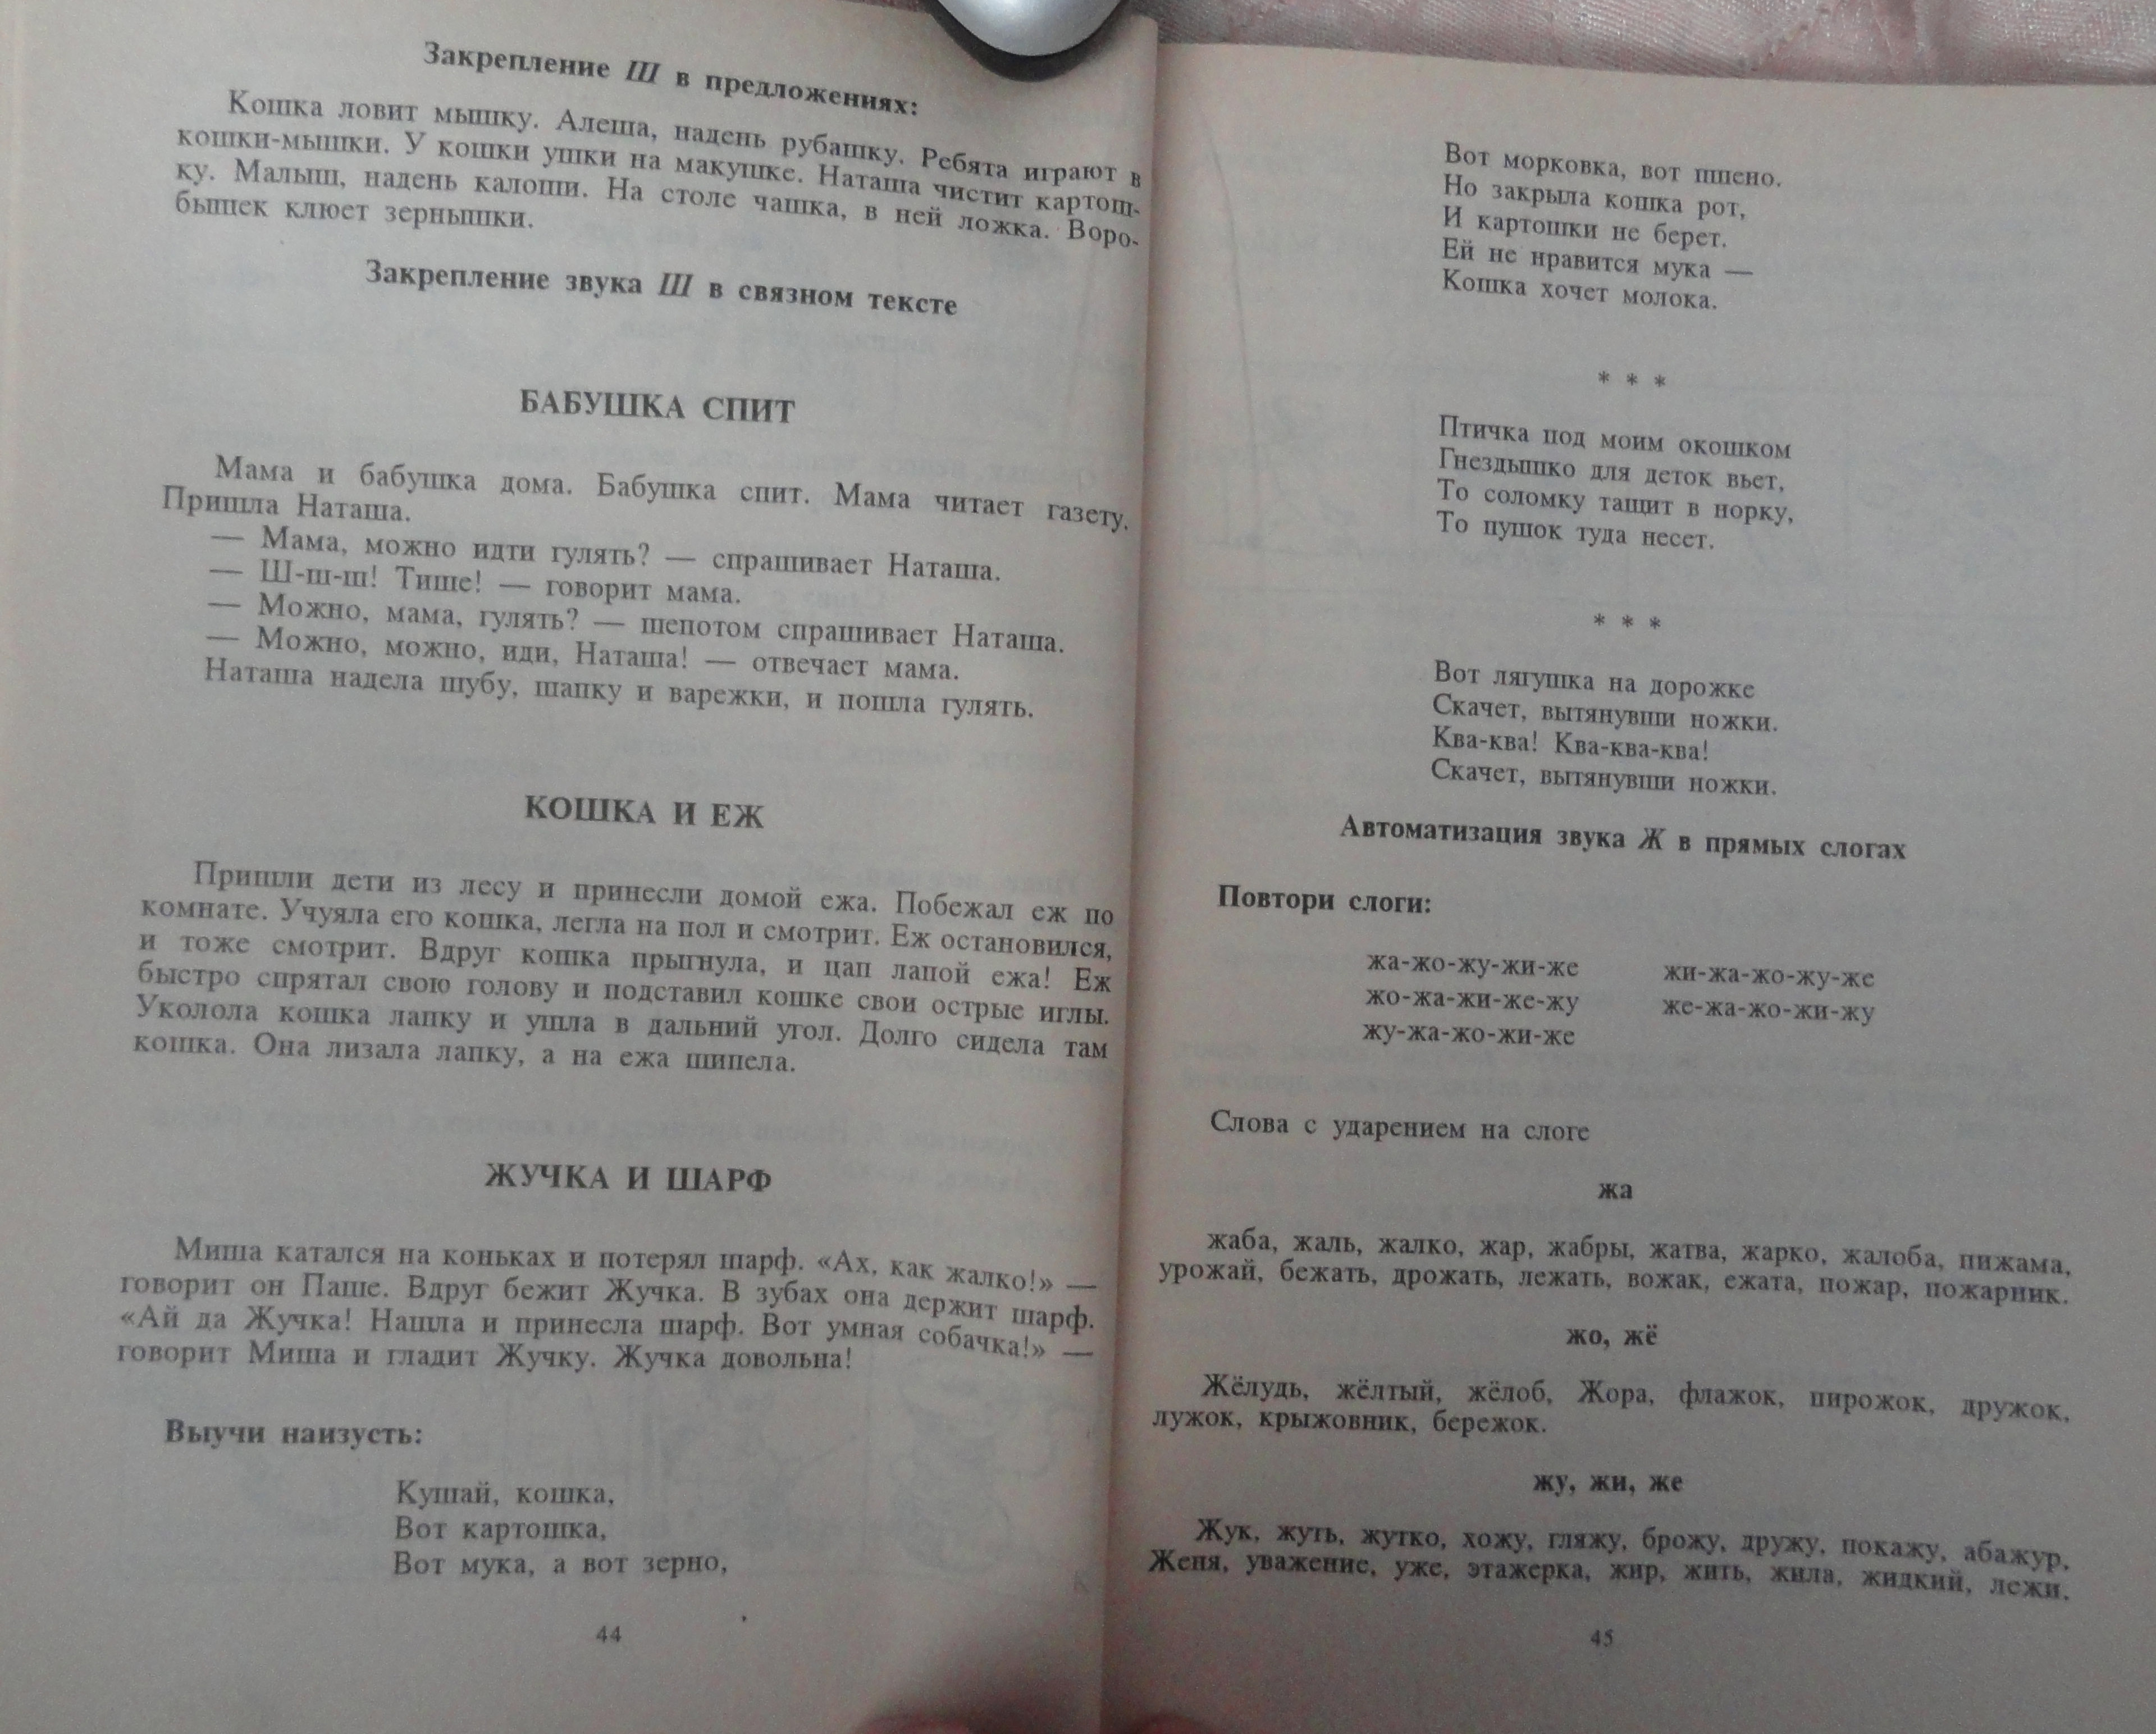 Закрепление Ш в предложениях:
Кошка ловит мышку. Алеша, надень рубашку. Ребята играют в
кошки-мышки. У кошки ушки на макушке. Наташа чистит картош-
ку. Малыш, надень калоши. На столе чашка, в ней ложка. Воро-
бышек клюет зернышки.
Закрепление звука Ш в связном тексте
БАБУШКА СПИТ
Мама и бабушка дома. Бабушка спит. Мама читает газету.
Пришла Наташа.
— Мама, можно идти гулять? — спрашивает Наташа.
— Ш-ш-ш! Тише! — говорит мама.
— Можно, мама, гулять? — шепотом спрашивает Наташа.
— Можно, можно, иди, Наташа! — отвечает мама.
Наташа надела шубу, шапку и варежки, и пошла гулять.
КОШКА И ЕЖ
Пришли дети из лесу и принесли домой ежа. Побежал еж по
комнате. Учуяла его кошка, легла на пол и смотрит. Еж остановился,
и тоже смотрит. Вдруг кошка прыгнула, и цап лапой ежа! Еж
быстро спрятал свою голову и подставил кошке свои острые иглы.
Уколола кошка лапку и ушла в дальний угол. Долго сидела там
кошка. Она лизала лапку, а на ежа шипела.
ЖУЧКА И ШАРФ
Миша катался на коньках и потерял шарф. «Ах, как жалко!» —
говорит он Паше. Вдруг бежит Жучка. В зубах она держит шарф.
«Ай да Жучка! Нашла и принесла шарф. Вот умная собачка!» —
говорит Миша и гладит Жучку. Жучка довольна!
Выучи наизусть:
Кушай, кошка,
Вот картошка,
Вот мука, а вот зерно,
44
Вот морковка, вот пшено.
Но закрыла кошка рот,
И картошки не берет.
Ей не нравится мука —
Кошка хочет молока.
* * *
Птичка под моим окошком
Гнездышко для деток вьет,
То соломку тащит в норку,
То пушок туда несет.
* * *
Вот лягушка на дорожке
Скачет, вытянувши ножки.
Ква-ква! Ква-ква-ква!
Скачет, вытянувши ножки.
Автоматизация звука Ж в прямых слогах
Повтори слоги:
жа-жо-жу-жи-же жи-жа-жо-жу-же
жо-жа-жи-же-жу же-жа-жо-жи-жу
жу-жа-жо-жи-же
Слова с ударением на слоге
жа
жаба, жаль, жалко, жар, жабры, жатва, жарко, жалоба, пижама,
урожай, бежать, дрожать, лежать, вожак, ежата, пожар, пожарник.
жо, жё
Жёлудь, жёлтый, жёлоб, Жора, флажок, пирожок, дружок,
лужок, крыжовник, бережок.
жу, жи, же
Жук, жуть, жутко, хожу, гляжу, брожу, дружу, покажу, абажур,
Женя, уважение, уже, этажерка, жир, жить, жила, жидкий, лежи.
45